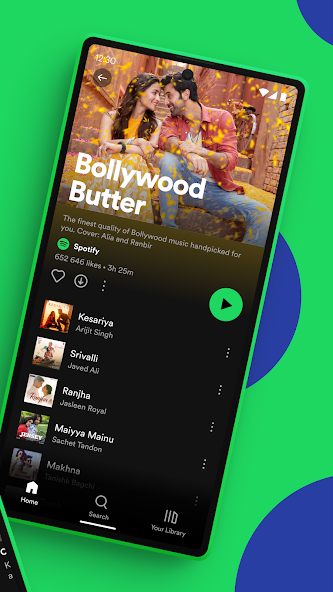 12:30
Bollywood
Butter
The finest quality of Bollywood music handpicked for
you. Cover: Alia and Ranbir
Spotify
652 646 likes • 3h 25m
Kesariya
Arijit Singh
Srivalli
Javed Ali
Ranjha
Jasleen Royal
Maiyya Mainu
Sachet Tandon
JERSEY
Makhna
Tanishk Bagchi
Home
Search
Your Library
C
K
a